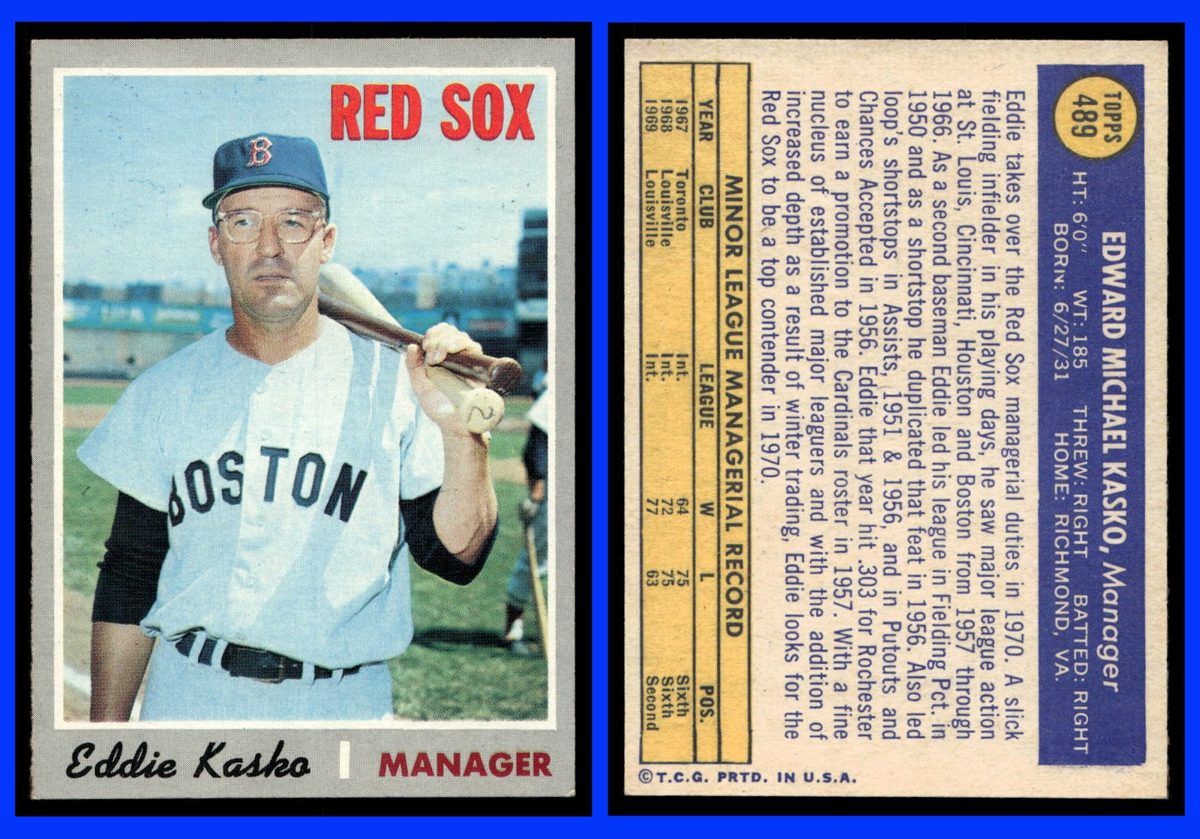 RED SOX
B
BOSTON
2
Eddie Kasko
MANAGER
TOPPS
489
EDWARD MICHAEL KASKO, Manager
HT: 6'0" WT: 185 THREW: RIGHT BATTED: RIGHT
BORN: 6/27/31 HOME: RICHMOND, VA.
Eddie takes over the Red Sox managerial duties in 1970. A slick
fielding infielder in his playing days, he saw major league action
at St. Louis, Cincinnati, Houston and Boston from 1957 through
1966. As a second baseman Eddie led his league in Fielding Pct. in
1950 and as a shortstop he duplicated that feat in 1956. Also led
loop's shortstops in Assists, 1951 & 1956, and in Putouts and
Chances Accepted in 1956. Eddie that year hit .303 for Rochester
to earn a promotion to the Cardinals roster in 1957. With a fine
nucleus of established major leaguers and with the addition of
increased depth as a result of winter trading, Eddie looks for the
Red Sox to be a top contender in 1970.
MINOR LEAGUE MANAGERIAL RECORD
YEAR CLUB LEAGUE W L POS.
1967 Toronto Int. 64 75 Sixth
1968 Louisville Int. 72 75 Sixth
1969 Louisville Int. 77 63 Second
© T.C.G. PRTD. IN U.S.A.